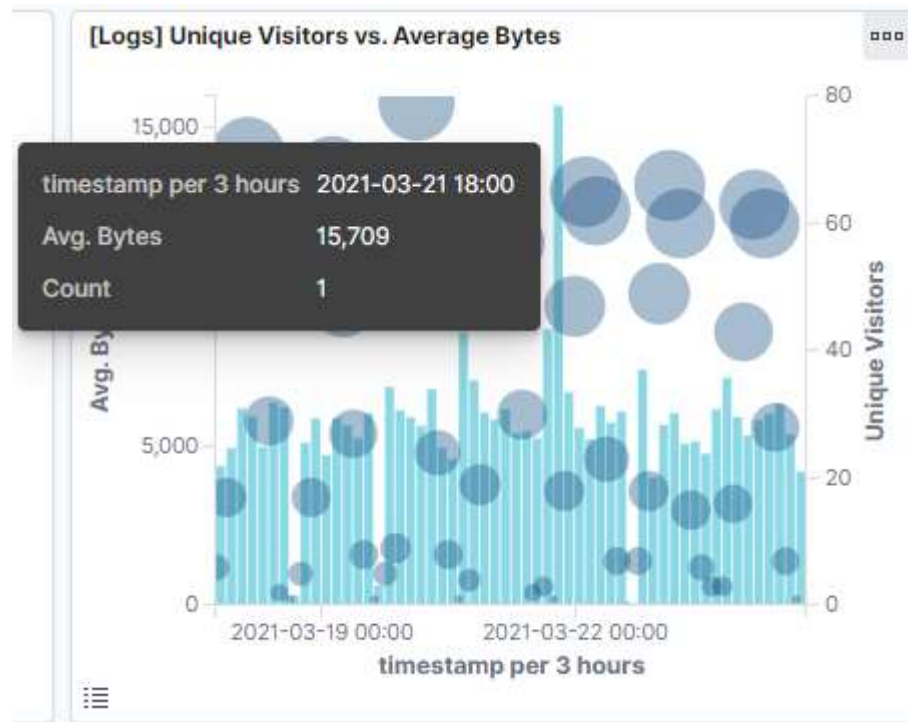 [Logs] Unique Visitors vs. Average Bytes
15,000
80
timestamp per 3 hours 2021-03-21 18:00
Avg. Bytes 15,709
Count 1
60
40
5,000
20
0
0
Avg. By
Unique Visitors
2021-03-19 00:00
2021-03-22 00:00
timestamp per 3 hours